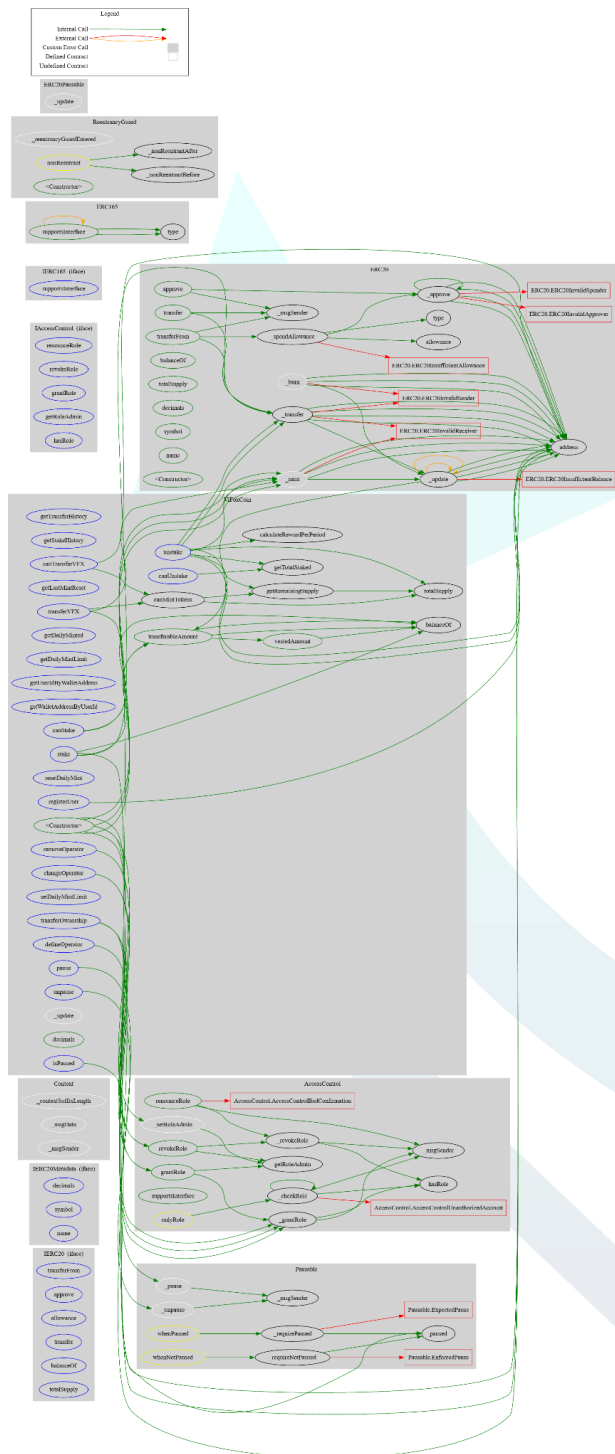 Legend
Internal Call
External Call
Custom Error Call
Defined Contract
Undefined Contract
ERC20Pausable
_update
ReentrancyGuard
_reentrancyGuardEntered
nonReentrant
<Constructor>
_nonReentrantAfter
_nonReentrantBefore
ERC165
supportsInterface
type
IERC165 (iface)
supportsInterface
IAccessControl (iface)
renounceRole
revokeRole
grantRole
getRoleAdmin
hasRole
ERC20
approve
transfer
transferFrom
balanceOf
totalSupply
decimals
symbol
name
<Constructor>
_msgSender
_spendAllowance
_burn
_transfer
_mint
_approve
type
allowance
_update
ERC20.ERC20InvalidSpender
ERC20.ERC20InvalidApprover
ERC20.ERC20InsufficientAllowance
ERC20.ERC20InvalidSender
ERC20.ERC20InvalidReceiver
ERC20.ERC20InsufficientBalance
address
ViFoxCoin
getTransferHistory
getStakeHistory
canTransferVFX
getLastMintReset
transferVFX
getDailyMinted
getDailyMintLimit
getUserIdByWalletAddress
getWalletAddressByUserId
canStake
stake
resetDailyMint
registerUser
<Constructor>
removeOperator
changeOperator
setDailyMintLimit
transferOwnership
defineOperator
pause
unpause
_update
decimals
isPaused
unstake
canUnstake
canMintTokens
transferableAmount
calculateRewardPerPeriod
getTotalStaked
getRemainingSupply
vestedAmount
totalSupply
balanceOf
Context
_contextSuffixLength
_msgData
_msgSender
IERC20Metadata (iface)
decimals
symbol
name
IERC20 (iface)
transferFrom
approve
allowance
transfer
balanceOf
totalSupply
AccessControl
renounceRole
_setRoleAdmin
revokeRole
grantRole
supportsInterface
onlyRole
AccessControl.AccessControlBadConfirmation
_revokeRole
getRoleAdmin
_checkRole
_grantRole
_msgSender
hasRole
AccessControl.AccessControlUnauthorizedAccount
Pausable
_pause
_unpause
whenPaused
whenNotPaused
_msgSender
_requirePaused
_requireNotPaused
Pausable.ExpectedPause
paused
Pausable.EnforcedPause